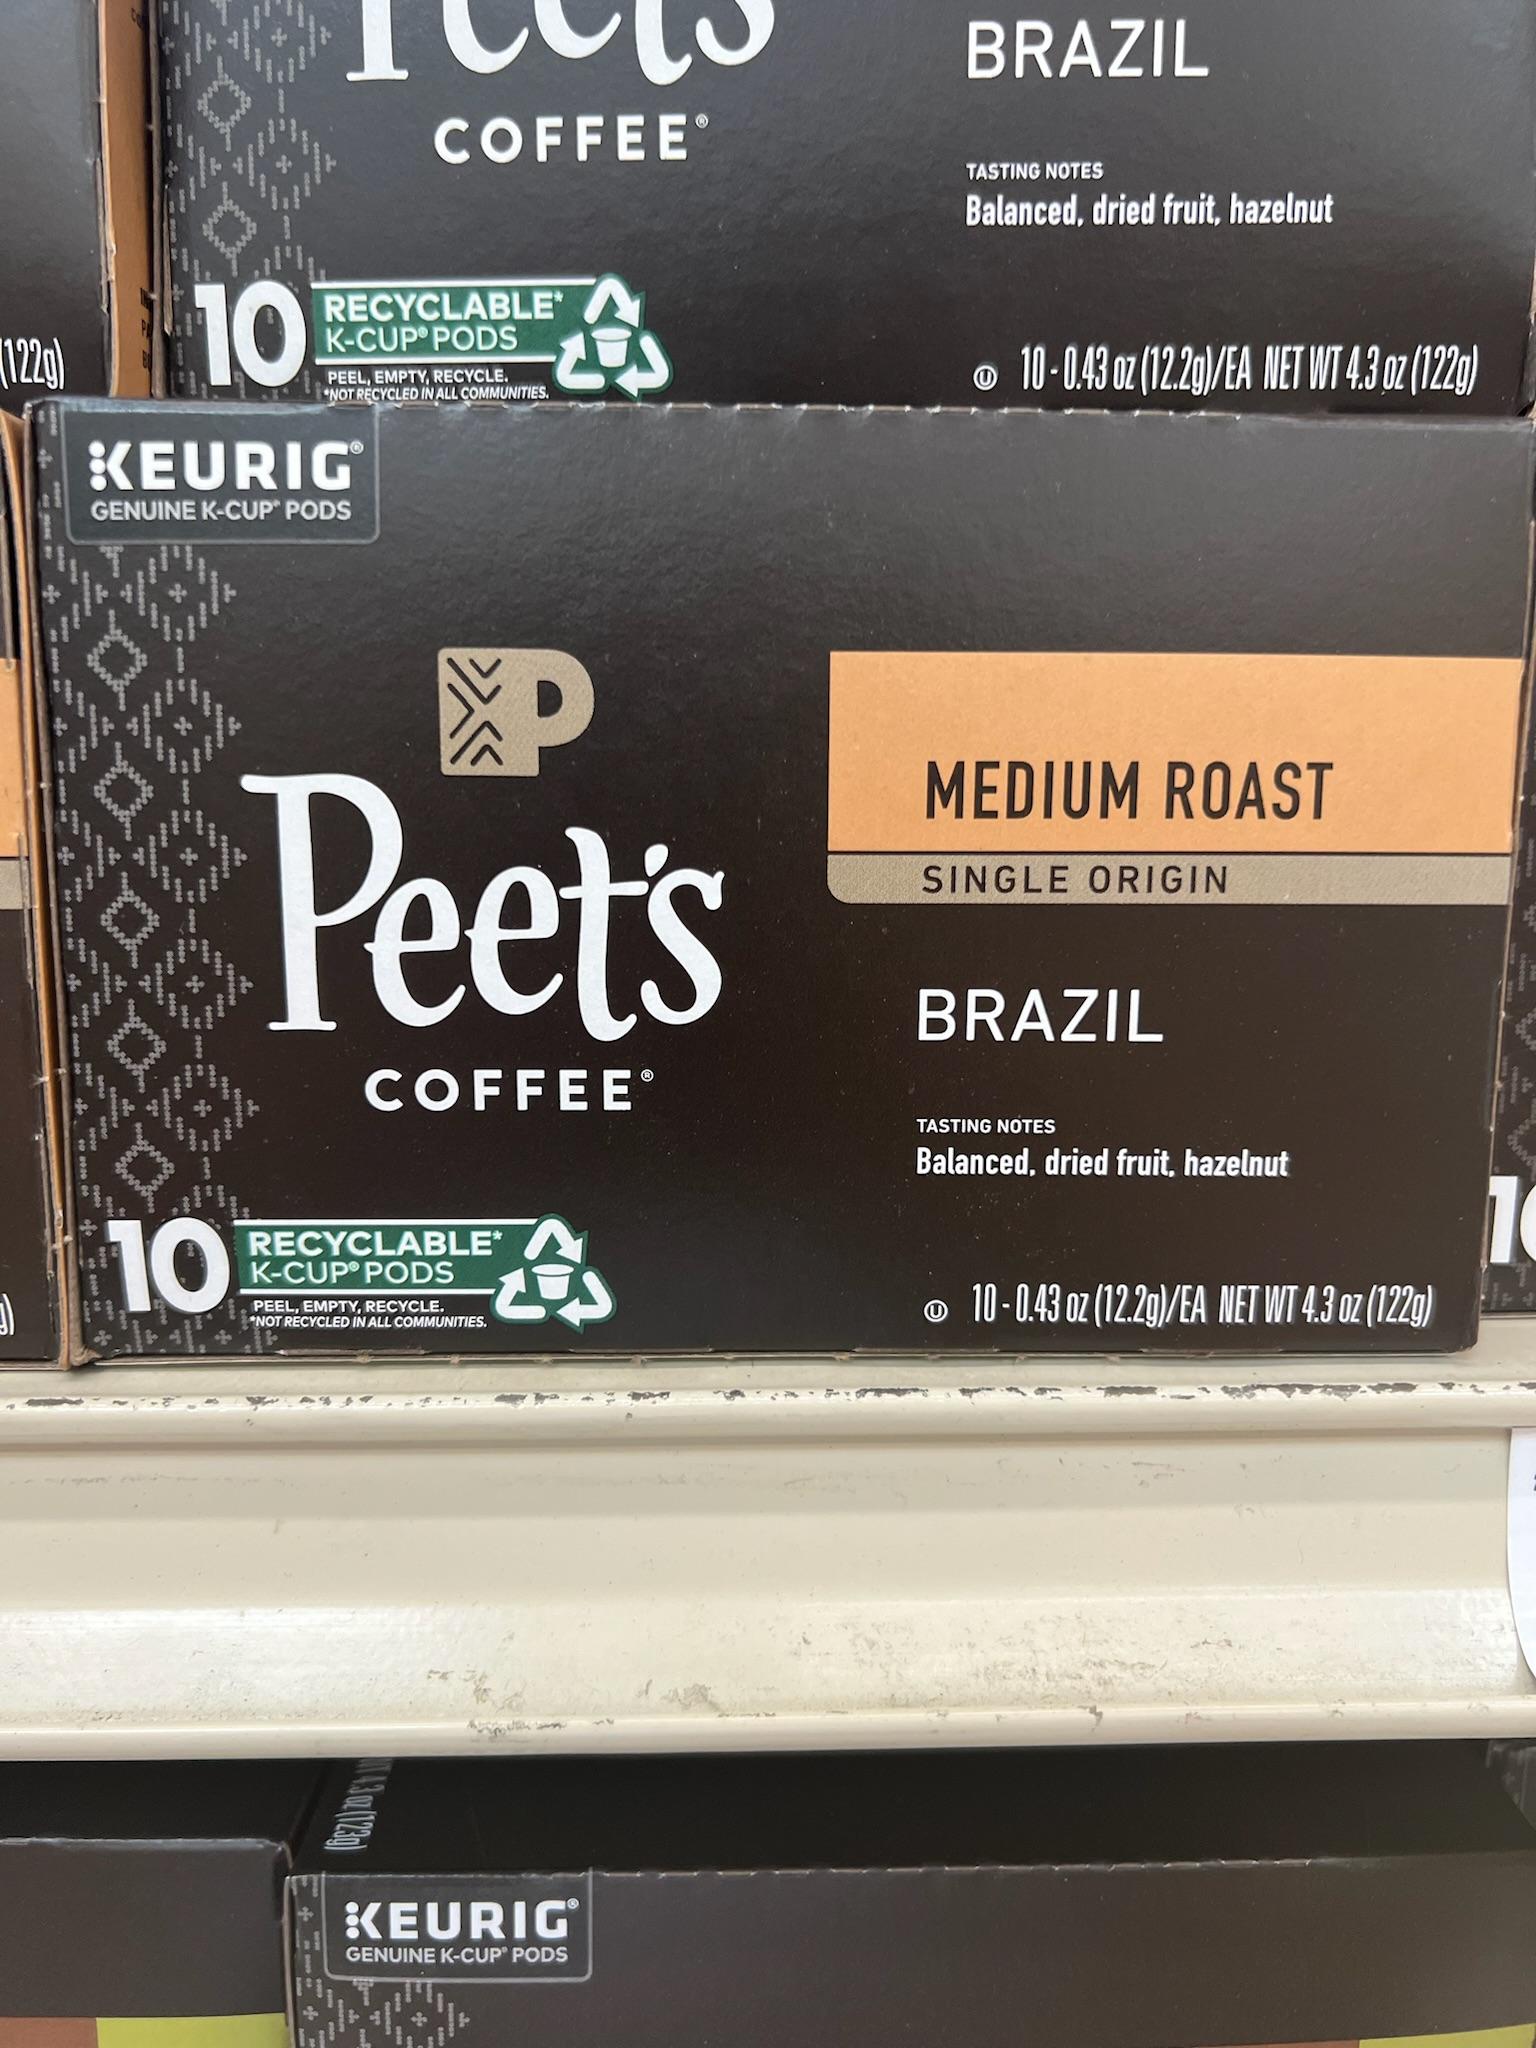 Peet's
COFFEE®
BRAZIL
TASTING NOTES
Balanced, dried fruit, hazelnut
10
RECYCLABLE*
K-CUP® PODS
PEEL, EMPTY, RECYCLE.
*NOT RECYCLED IN ALL COMMUNITIES.
U 10 - 0.43 oz (12.2g)/EA NET WT 4.3 oz (122g)
(122g)
KEURIG®
GENUINE K-CUP® PODS
P
Peet's
COFFEE®
MEDIUM ROAST
SINGLE ORIGIN
BRAZIL
TASTING NOTES
Balanced, dried fruit, hazelnut
10
RECYCLABLE*
K-CUP® PODS
PEEL, EMPTY, RECYCLE.
*NOT RECYCLED IN ALL COMMUNITIES.
U 10 - 0.43 oz (12.2g)/EA NET WT 4.3 oz (122g)
4.3 oz (123g)
KEURIG®
GENUINE K-CUP® PODS